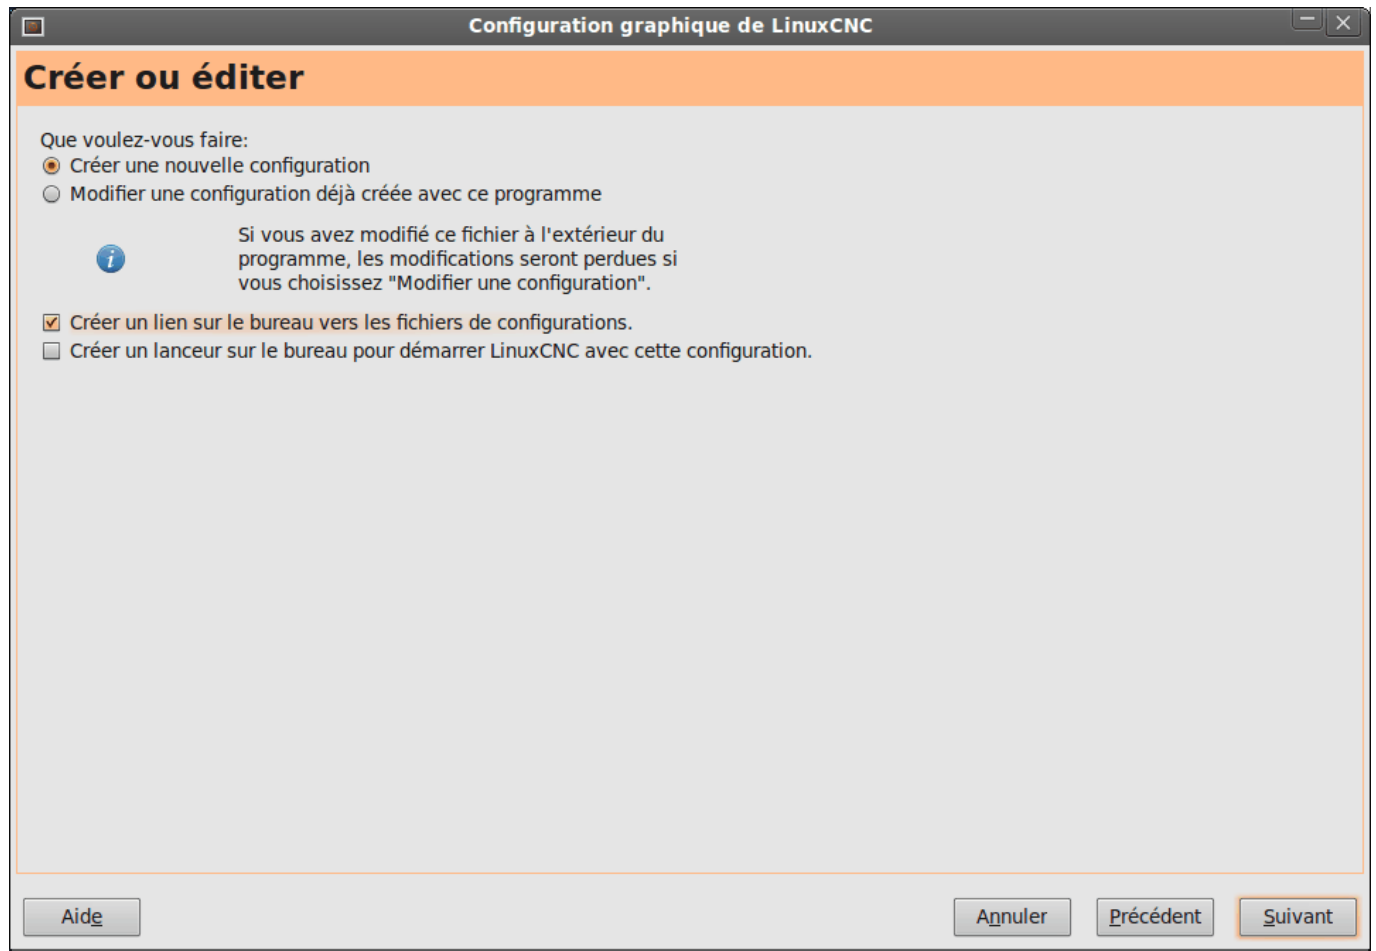 Configuration graphique de LinuxCNC
Créer ou éditer
Que voulez-vous faire:
Créer une nouvelle configuration
Modifier une configuration déjà créée avec ce programme
Si vous avez modifié ce fichier à l'extérieur du
programme, les modifications seront perdues si
vous choisissez "Modifier une configuration".
Créer un lien sur le bureau vers les fichiers de configurations.
Créer un lanceur sur le bureau pour démarrer LinuxCNC avec cette configuration.
Aide
Annuler
Précédent
Suivant